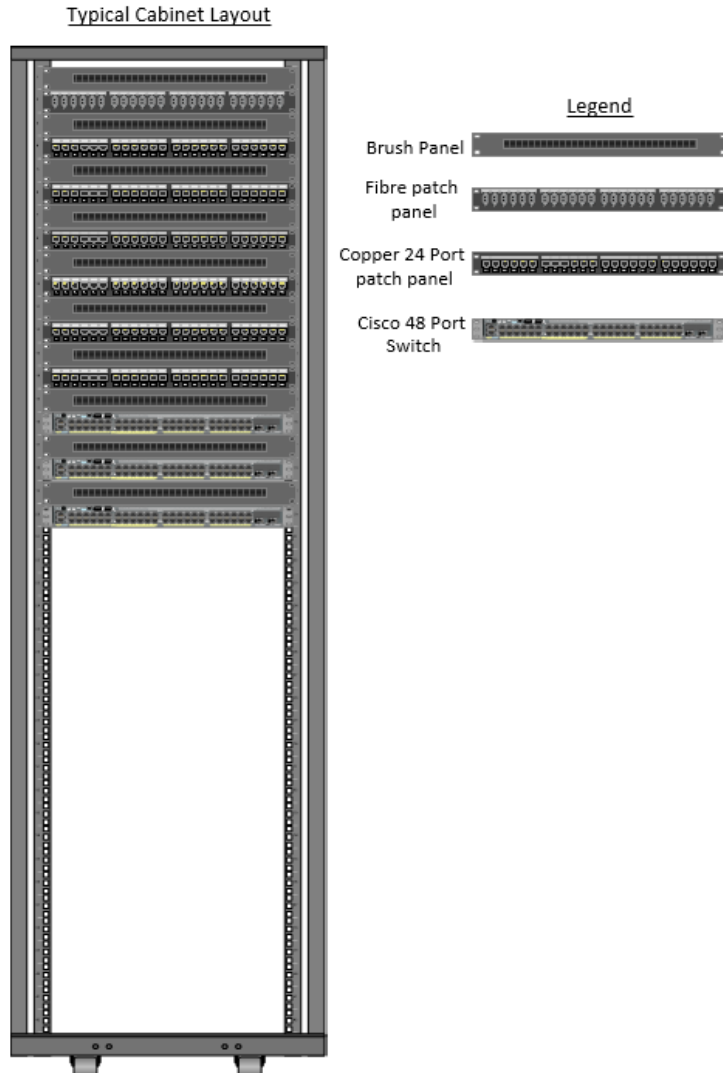 Typical Cabinet Layout
Legend
Brush Panel
Fibre patch
panel
Copper 24 Port
patch panel
Cisco 48 Port
Switch